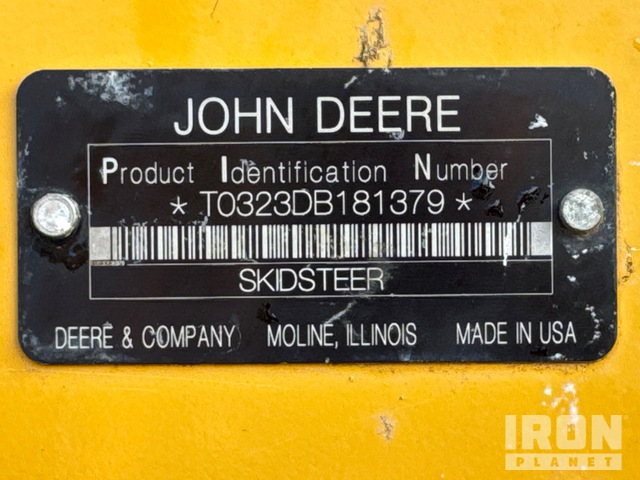 JOHN DEERE
Product Identification Number
* T0323DB181379 *
SKIDSTEER
DEERE & COMPANY MOLINE, ILLINOIS MADE IN USA
IRON
PLANET